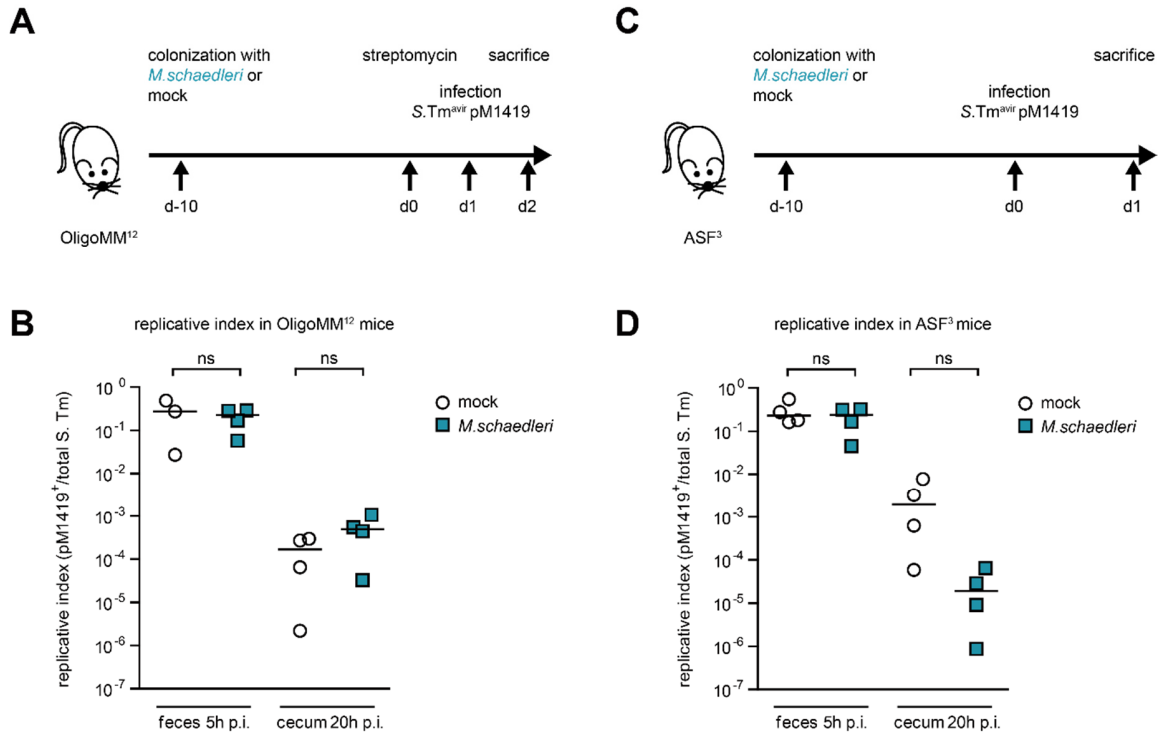 A
colonization with
M.schaedleri or
mock
streptomycin
sacrifice
infection
S.Tmᵃᵛⁱʳ pM1419
d-10
d0
d1
d2
OligoMM¹²
C
colonization with
M.schaedleri or
mock
sacrifice
infection
S.Tmᵃᵛⁱʳ pM1419
d-10
d0
d1
ASF³
B
replicative index in OligoMM¹² mice
ns
ns
replicative index (pM1419⁺/total S. Tm)
10⁰
10⁻¹
10⁻²
10⁻³
10⁻⁴
10⁻⁵
10⁻⁶
10⁻⁷
feces 5h p.i.
cecum 20h p.i.
mock
M.schaedleri
D
replicative index in ASF³ mice
ns
ns
replicative index (pM1419⁺/total S. Tm)
10⁰
10⁻¹
10⁻²
10⁻³
10⁻⁴
10⁻⁵
10⁻⁶
10⁻⁷
feces 5h p.i.
cecum 20h p.i.
mock
M.schaedleri